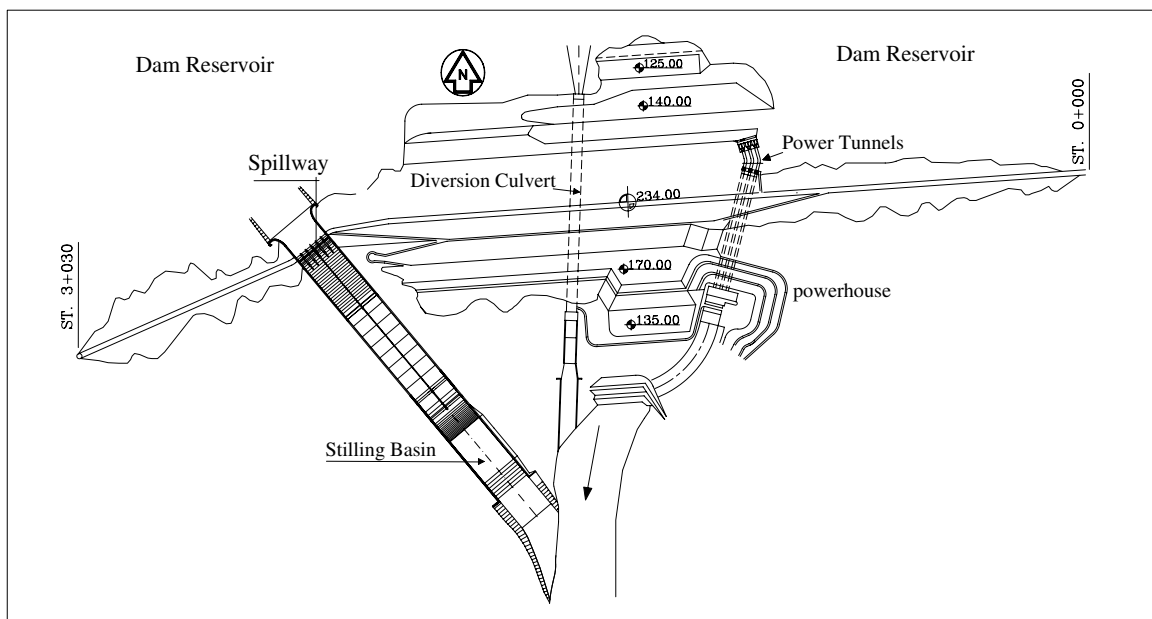 Dam Reservoir
Dam Reservoir
N
125.00
140.00
ST. 0+000
Power Tunnels
Spillway
Diversion Culvert
234.00
ST. 3+030
170.00
powerhouse
135.00
Stilling Basin